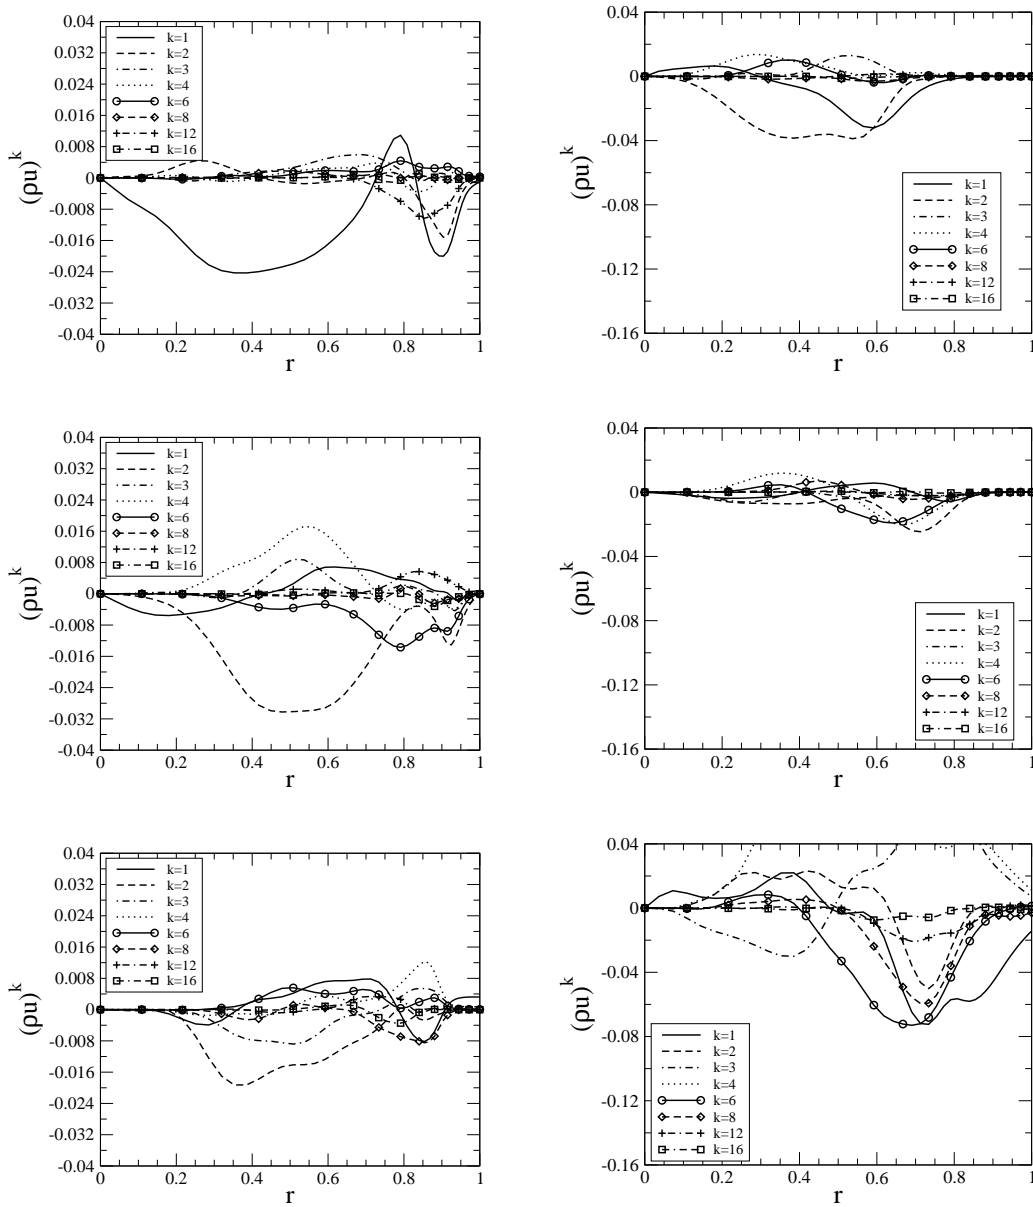 0.04
0.032
0.024
0.016
0.008
0
-0.008
-0.016
-0.024
-0.032
-0.04
(ρu)^k
k=1
k=2
k=3
k=4
k=6
k=8
k=12
k=16
0 0.2 0.4 0.6 0.8 1
r
0.04
0
-0.04
-0.08
-0.12
-0.16
(ρu)^k
k=1
k=2
k=3
k=4
k=6
k=8
k=12
k=16
0 0.2 0.4 0.6 0.8 1
r
0.04
0.032
0.024
0.016
0.008
0
-0.008
-0.016
-0.024
-0.032
-0.04
(ρu)^k
k=1
k=2
k=3
k=4
k=6
k=8
k=12
k=16
0 0.2 0.4 0.6 0.8 1
r
0.04
0
-0.04
-0.08
-0.12
-0.16
(ρu)^k
k=1
k=2
k=3
k=4
k=6
k=8
k=12
k=16
0 0.2 0.4 0.6 0.8 1
r
0.04
0.032
0.024
0.016
0.008
0
-0.008
-0.016
-0.024
-0.032
-0.04
(ρu)^k
k=1
k=2
k=3
k=4
k=6
k=8
k=12
k=16
0 0.2 0.4 0.6 0.8 1
r
0.04
0
-0.04
-0.08
-0.12
-0.16
(ρu)^k
k=1
k=2
k=3
k=4
k=6
k=8
k=12
k=16
0 0.2 0.4 0.6 0.8 1
r